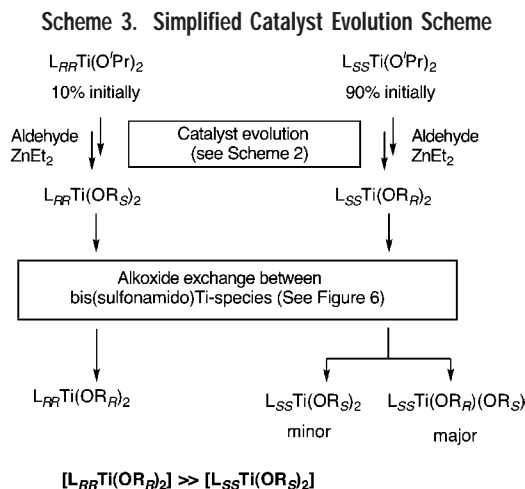 Scheme 3. Simplified Catalyst Evolution Scheme
L_RRTi(O^iPr)_2 L_SSTi(O^iPr)_2
10% initially 90% initially
Aldehyde Catalyst evolution Aldehyde
ZnEt_2 (see Scheme 2) ZnEt_2
L_RRTi(OR_S)_2 L_SSTi(OR_R)_2
Alkoxide exchange between
bis(sulfonamido)Ti-species (See Figure 6)
L_RRTi(OR_R)_2 L_SSTi(OR_S)_2 L_SSTi(OR_R)(OR_S)
minor major
[L_RRTi(OR_R)_2] >> [L_SSTi(OR_S)_2]